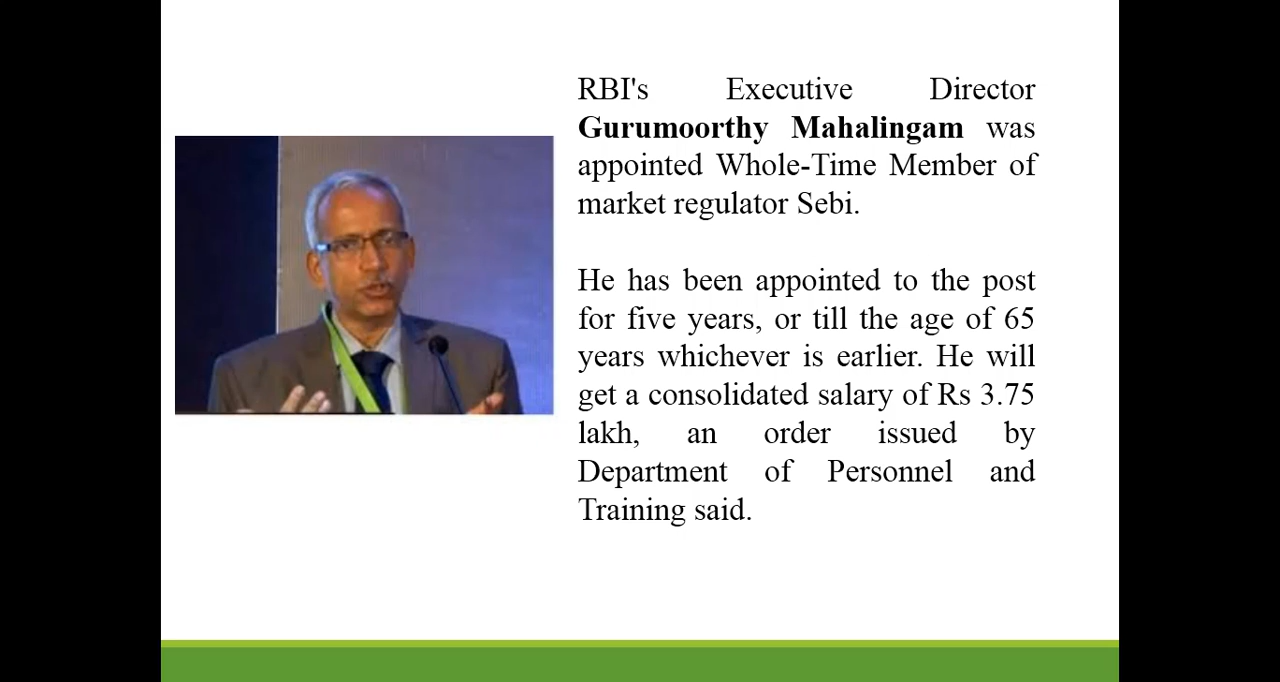 RBI's Executive Director
Gurumoorthy Mahalingam was
appointed Whole-Time Member of
market regulator Sebi.
He has been appointed to the post
for five years, or till the age of 65
years whichever is earlier. He will
get a consolidated salary of Rs 3.75
lakh, an order issued by
Department of Personnel and
Training said.